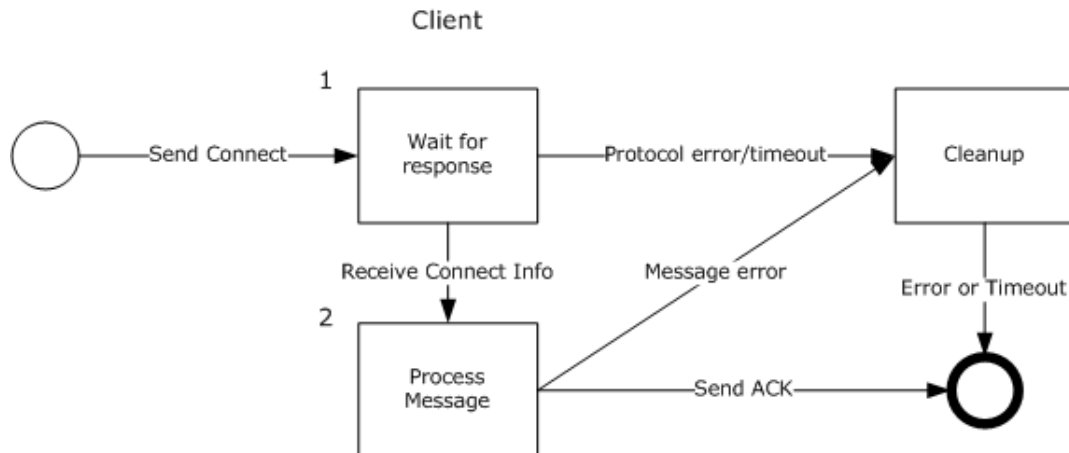 Client
1
Wait for
response
Send Connect
Protocol error/timeout
Cleanup
Receive Connect Info
Message error
Error or Timeout
2
Process
Message
Send ACK